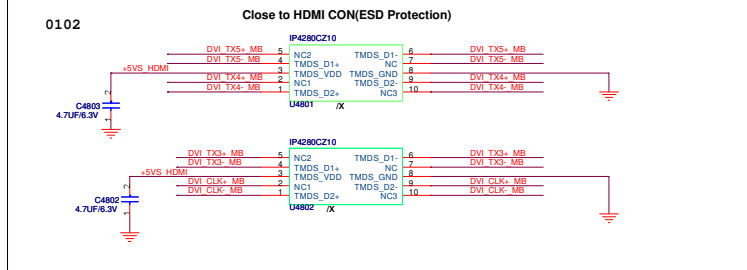 Close to HDMI CON(ESD Protection)
0102
IP4280CZ10
DVI_TX5+_MB 5 NC2 TMDS_D1- 6 DVI_TX5+_MB
DVI_TX5-_MB 4 TMDS_D1+ NC 7 DVI_TX5-_MB
+5VS_HDMI 3 TMDS_VDD TMDS_GND 8
DVI_TX4+_MB 2 NC1 TMDS_D2- 9 DVI_TX4+_MB
DVI_TX4-_MB 1 TMDS_D2+ NC3 10 DVI_TX4-_MB
U4801 /X
2
C4803
4.7UF/6.3V
1
IP4280CZ10
DVI_TX3+_MB 5 NC2 TMDS_D1- 6 DVI_TX3+_MB
DVI_TX3-_MB 4 TMDS_D1+ NC 7 DVI_TX3-_MB
+5VS_HDMI 3 TMDS_VDD TMDS_GND 8
DVI_CLK+_MB 2 NC1 TMDS_D2- 9 DVI_CLK+_MB
DVI_CLK-_MB 1 TMDS_D2+ NC3 10 DVI_CLK-_MB
U4802 /X
2
C4802
4.7UF/6.3V
1